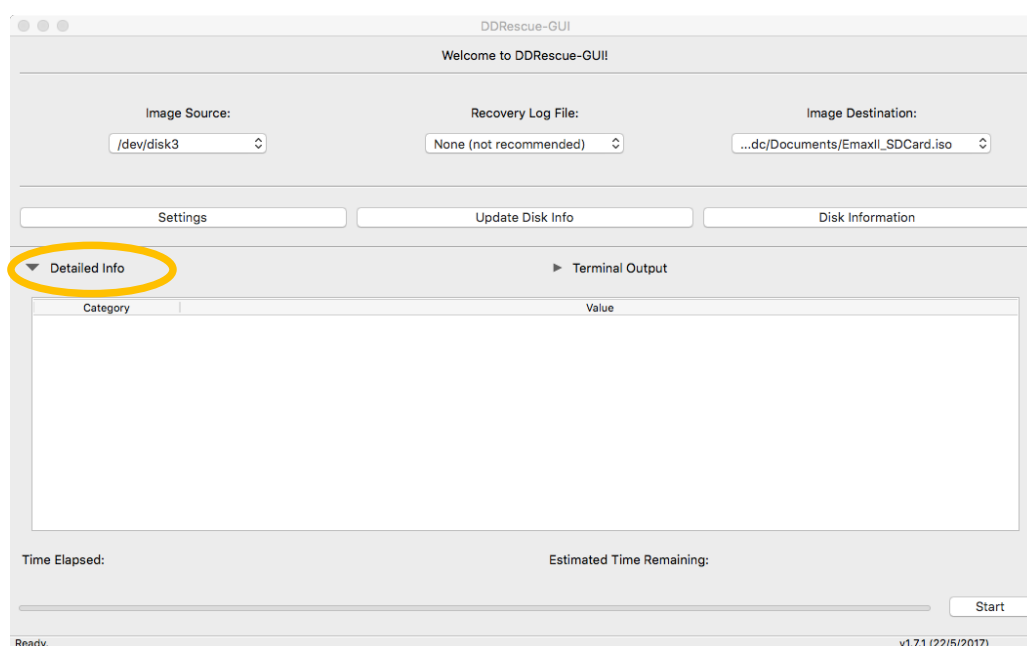 DDRescue-GUI
Welcome to DDRescue-GUI!
Image Source: Recovery Log File: Image Destination:
/dev/disk3 None (not recommended) ...dc/Documents/EmaxII_SDCard.iso
Settings Update Disk Info Disk Information
Detailed Info Terminal Output
Category Value
Time Elapsed: Estimated Time Remaining:
Start
Ready. v1.7.1 (22/5/2017)